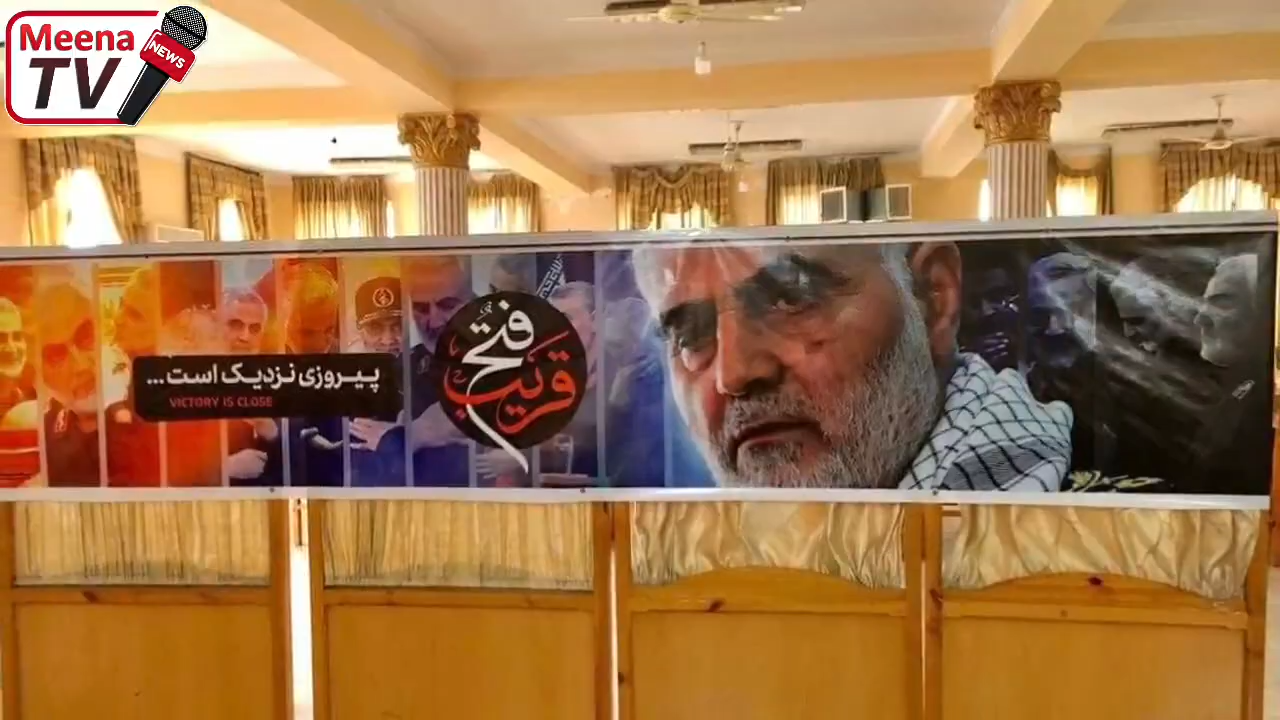 Meena
TV
NEWS
پیروزی نزدیک است...
VICTORY IS CLOSE
فتح
قریب